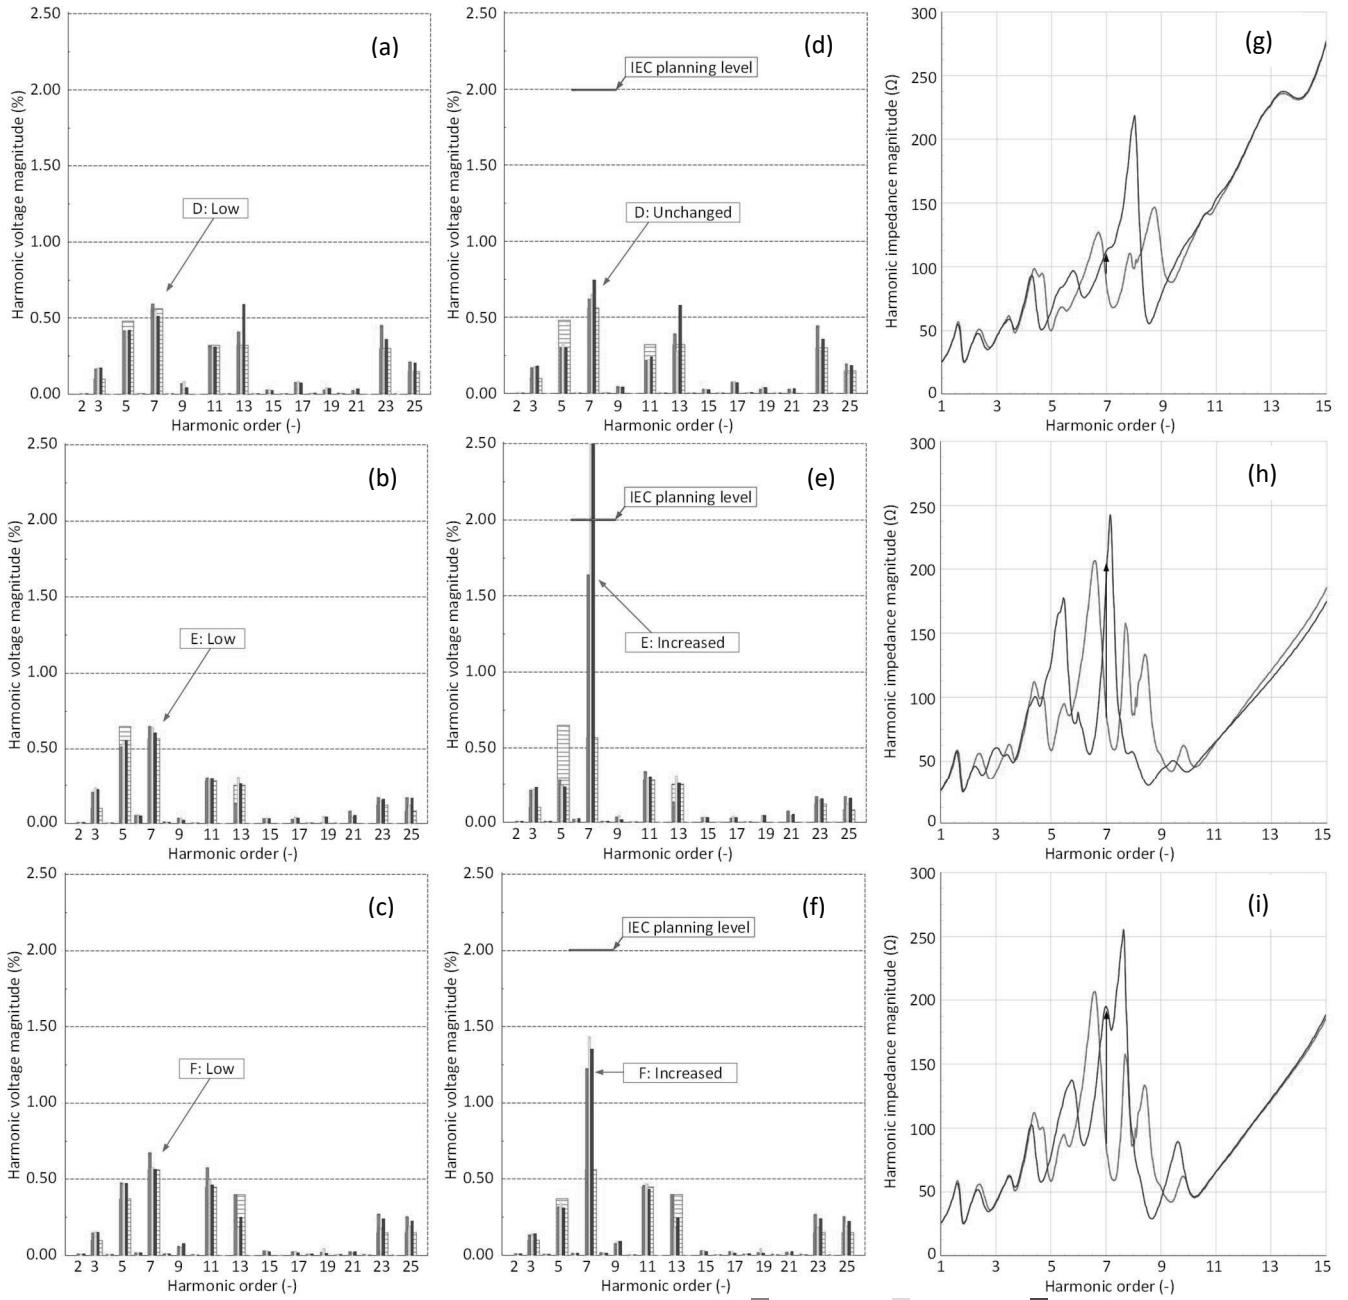 2.50
2.00
1.50
1.00
0.50
0.00
Harmonic voltage magnitude (%)
(a)
D: Low
2 3 5 7 9 11 13 15 17 19 21 23 25
Harmonic order (-)
2.50
2.00
1.50
1.00
0.50
0.00
Harmonic voltage magnitude (%)
(d)
IEC planning level
D: Unchanged
2 3 5 7 9 11 13 15 17 19 21 23 25
Harmonic order (-)
300
250
200
150
100
50
0
Harmonic impedance magnitude (Ω)
(g)
1 3 5 7 9 11 13 15
Harmonic order (-)
2.50
2.00
1.50
1.00
0.50
0.00
Harmonic voltage magnitude (%)
(b)
E: Low
2 3 5 7 9 11 13 15 17 19 21 23 25
Harmonic order (-)
2.50
2.00
1.50
1.00
0.50
0.00
Harmonic voltage magnitude (%)
(e)
IEC planning level
E: Increased
2 3 5 7 9 11 13 15 17 19 21 23 25
Harmonic order (-)
300
250
200
150
100
50
0
Harmonic impedance magnitude (Ω)
(h)
1 3 5 7 9 11 13 15
Harmonic order (-)
2.50
2.00
1.50
1.00
0.50
0.00
Harmonic voltage magnitude (%)
(c)
F: Low
2 3 5 7 9 11 13 15 17 19 21 23 25
Harmonic order (-)
2.50
2.00
1.50
1.00
0.50
0.00
Harmonic voltage magnitude (%)
(f)
IEC planning level
F: Increased
2 3 5 7 9 11 13 15 17 19 21 23 25
Harmonic order (-)
300
250
200
150
100
50
0
Harmonic impedance magnitude (Ω)
(i)
1 3 5 7 9 11 13 15
Harmonic order (-)